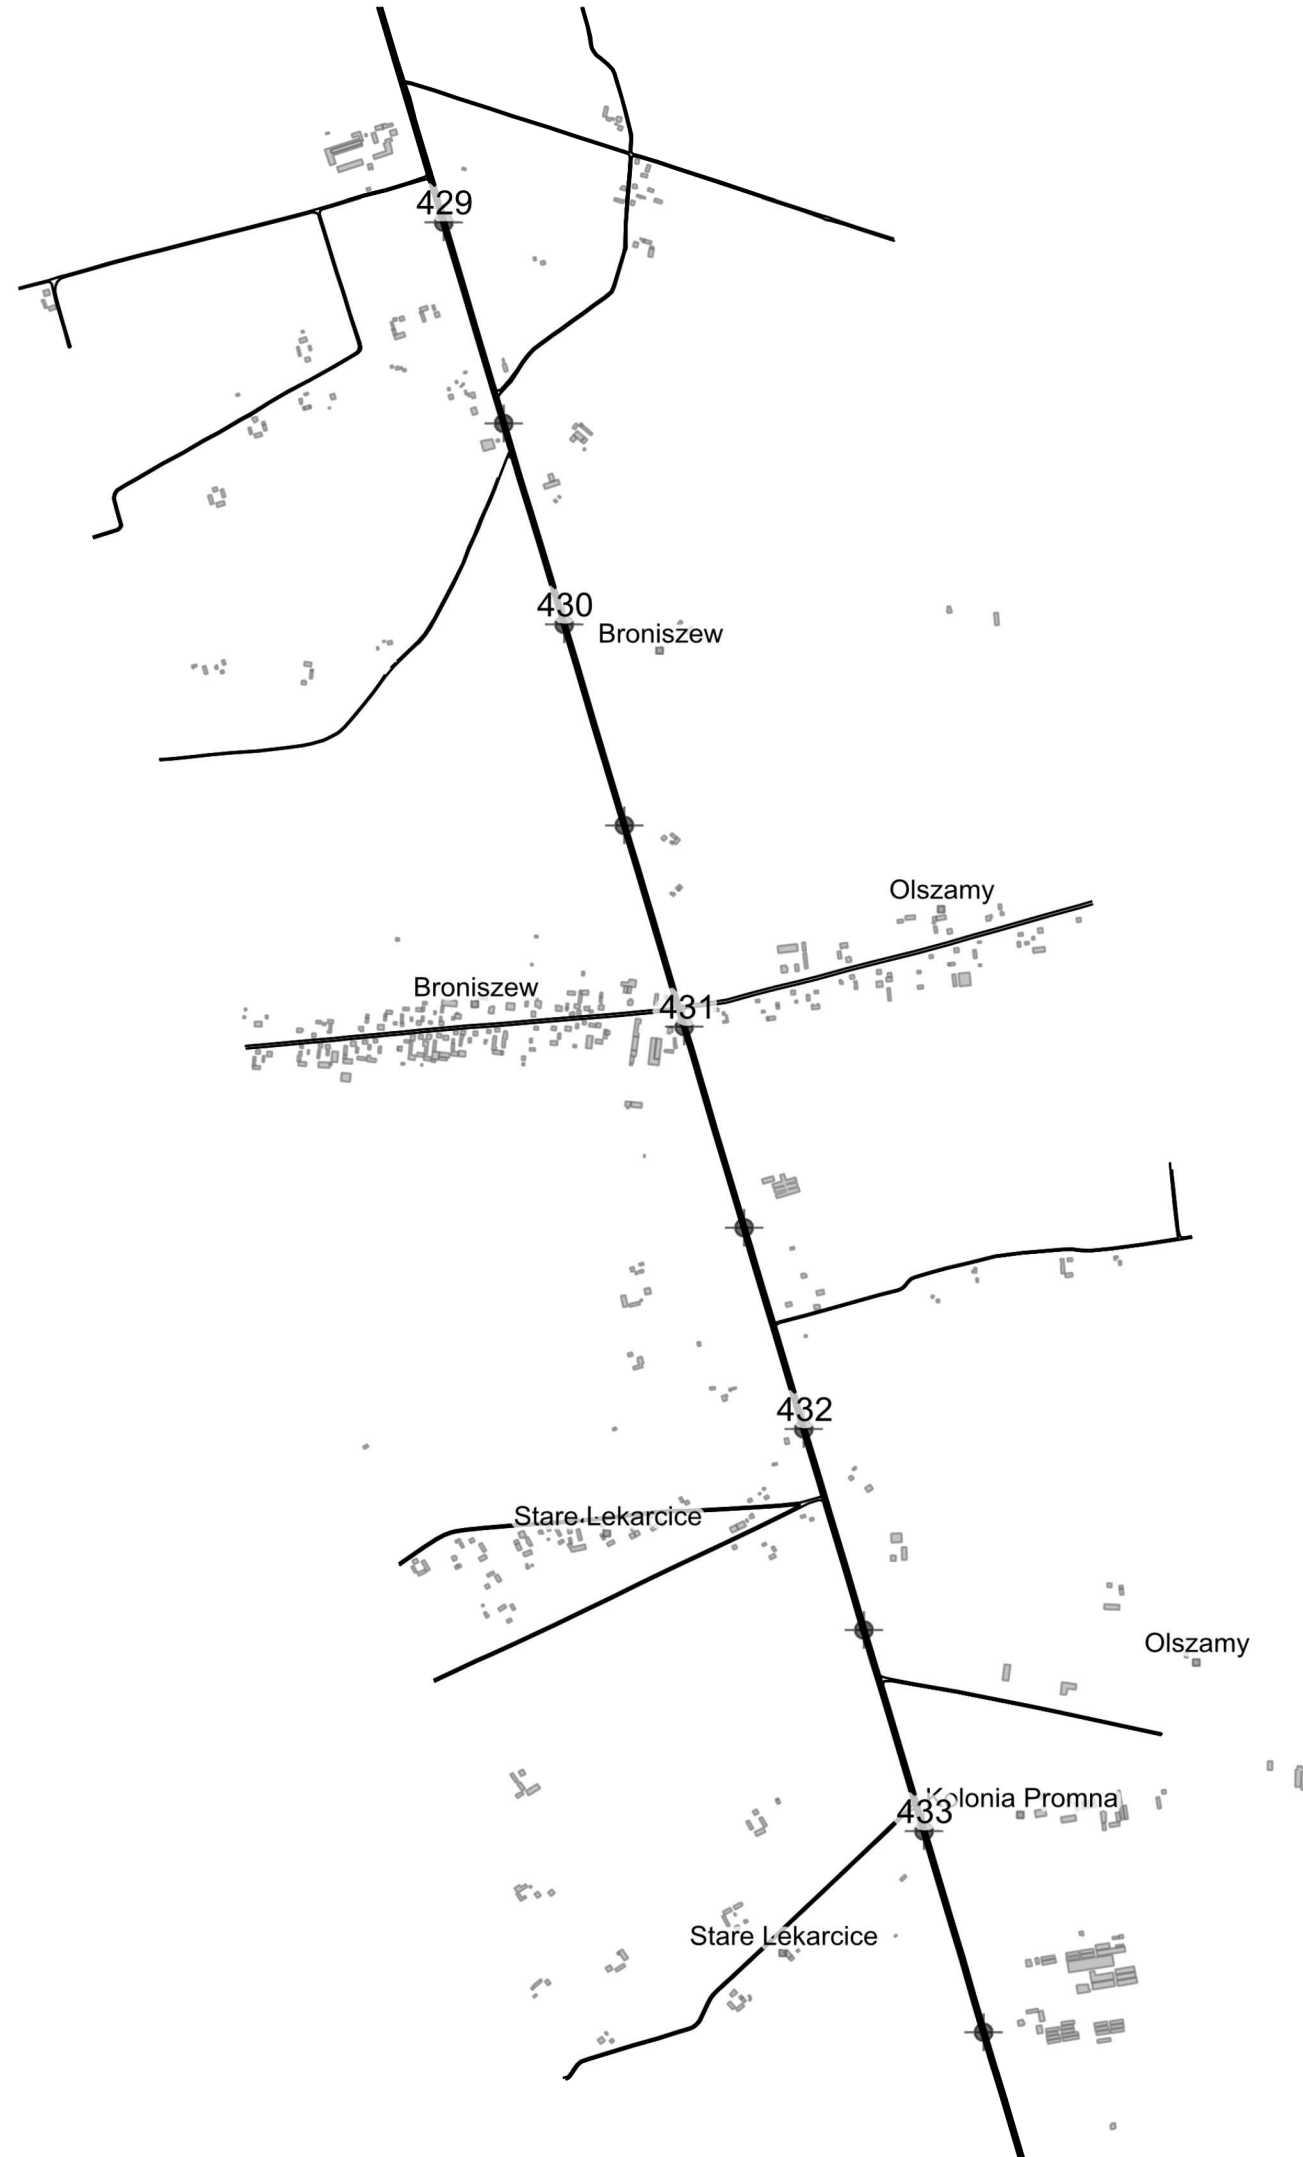 429
430
Broniszew
Olszamy
Broniszew
431
432
Stare Lekarcice
Olszamy
Kolonia Promna
433
Stare Lekarcice